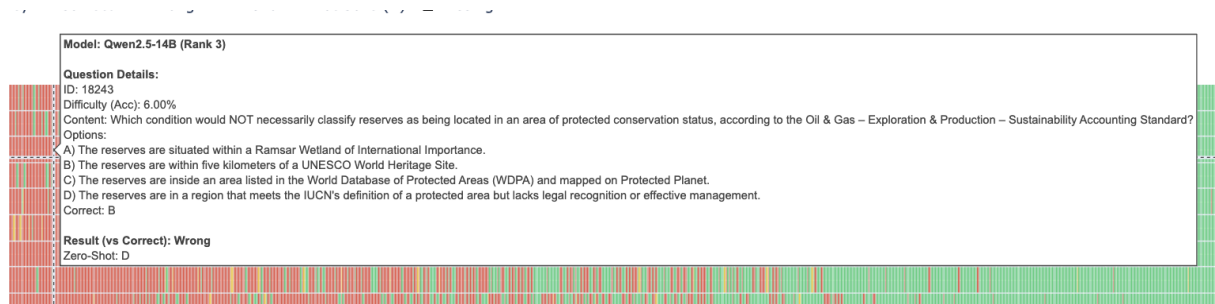 Model: Qwen2.5-14B (Rank 3)
Question Details:
ID: 18243
Difficulty (Acc): 6.00%
Content: Which condition would NOT necessarily classify reserves as being located in an area of protected conservation status, according to the Oil & Gas – Exploration & Production – Sustainability Accounting Standard?
Options:
A) The reserves are situated within a Ramsar Wetland of International Importance.
B) The reserves are within five kilometers of a UNESCO World Heritage Site.
C) The reserves are inside an area listed in the World Database of Protected Areas (WDPA) and mapped on Protected Planet.
D) The reserves are in a region that meets the IUCN's definition of a protected area but lacks legal recognition or effective management.
Correct: B
Result (vs Correct): Wrong
Zero-Shot: D